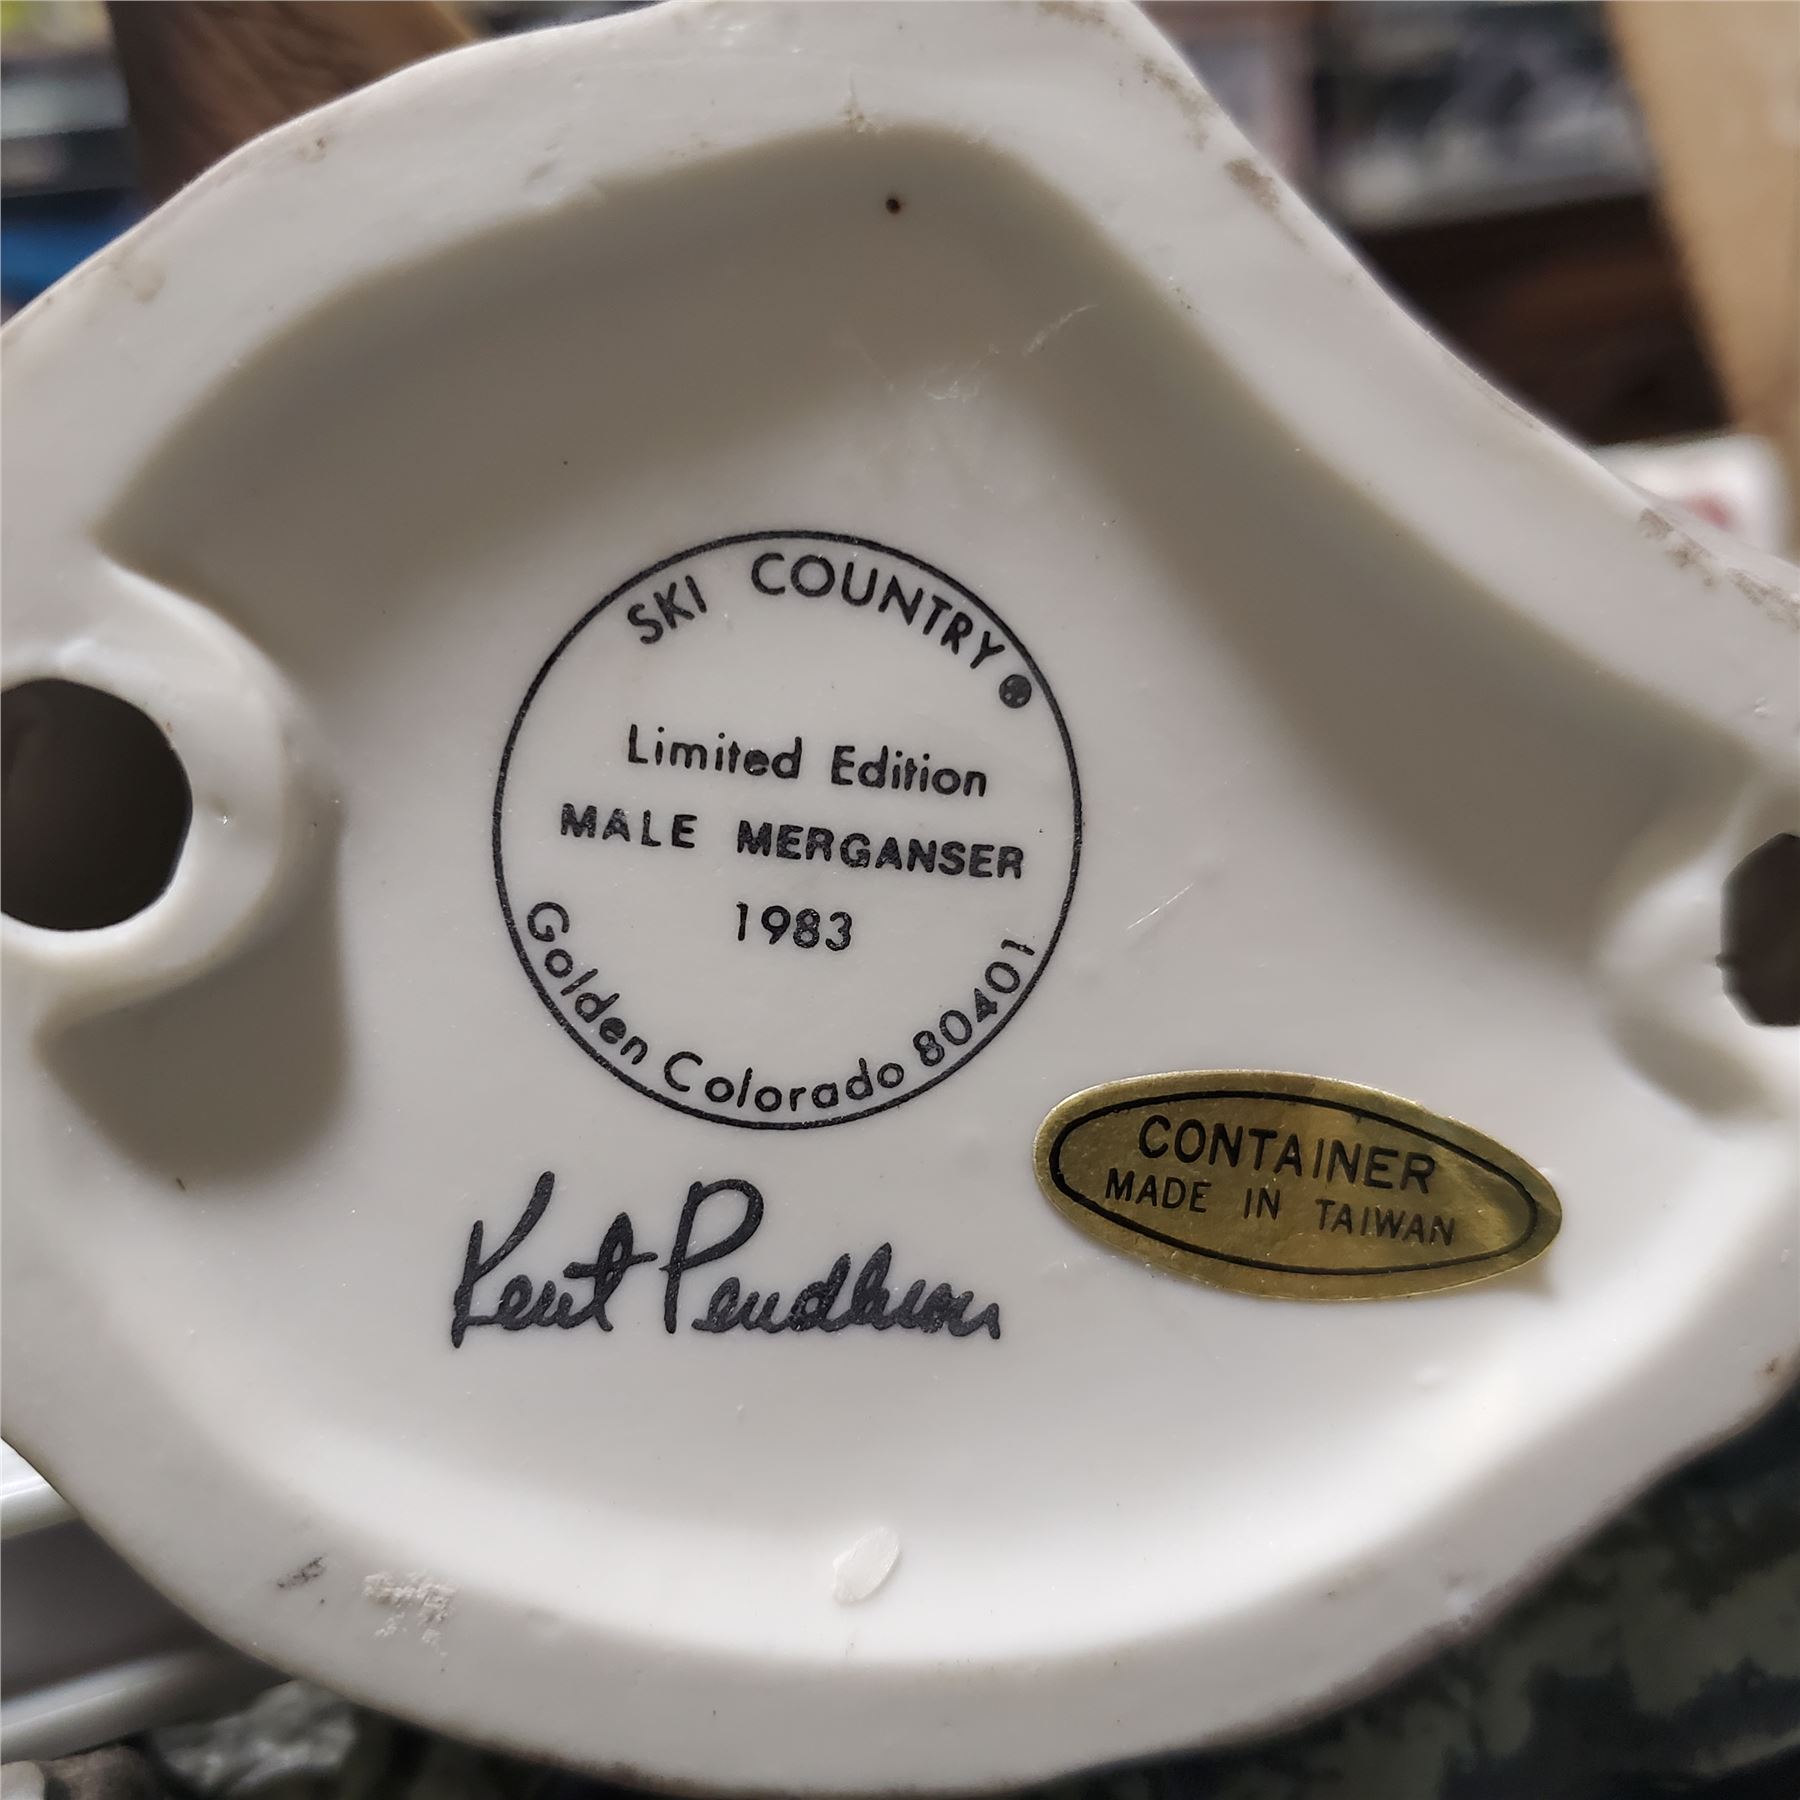 SKI COUNTRY®
Limited Edition
MALE MERGANSER
1983
Golden Colorado 80401
Kent Pendleton
CONTAINER
MADE IN TAIWAN